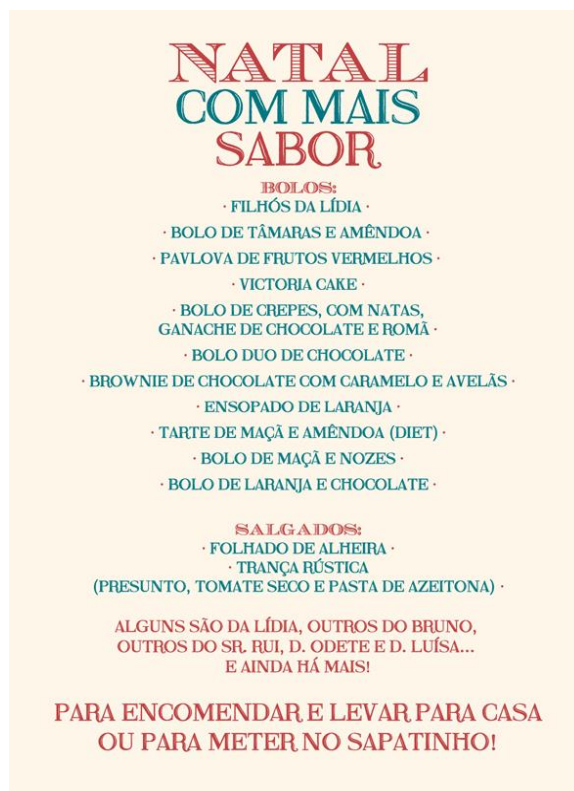 NATAL
COM MAIS
SABOR
BOLOS:
· FILHÓS DA LÍDIA ·
· BOLO DE TÂMARAS E AMÊNDOA ·
· PAVLOVA DE FRUTOS VERMELHOS ·
· VICTORIA CAKE ·
· BOLO DE CREPES, COM NATAS,
GANACHE DE CHOCOLATE E ROMÃ ·
· BOLO DUO DE CHOCOLATE ·
· BROWNIE DE CHOCOLATE COM CARAMELO E AVELÃS ·
· ENSOPADO DE LARANJA ·
· TARTE DE MAÇÃ E AMÊNDOA (DIET) ·
· BOLO DE MAÇÃ E NOZES ·
· BOLO DE LARANJA E CHOCOLATE ·
SALGADOS:
· FOLHADO DE ALHEIRA ·
· TRANÇA RÚSTICA
(PRESUNTO, TOMATE SECO E PASTA DE AZEITONA) ·
ALGUNS SÃO DA LÍDIA, OUTROS DO BRUNO,
OUTROS DO SR. RUI, D. ODETE E D. LUÍSA...
E AINDA HÁ MAIS!
PARA ENCOMENDAR E LEVAR PARA CASA
OU PARA METER NO SAPATINHO!